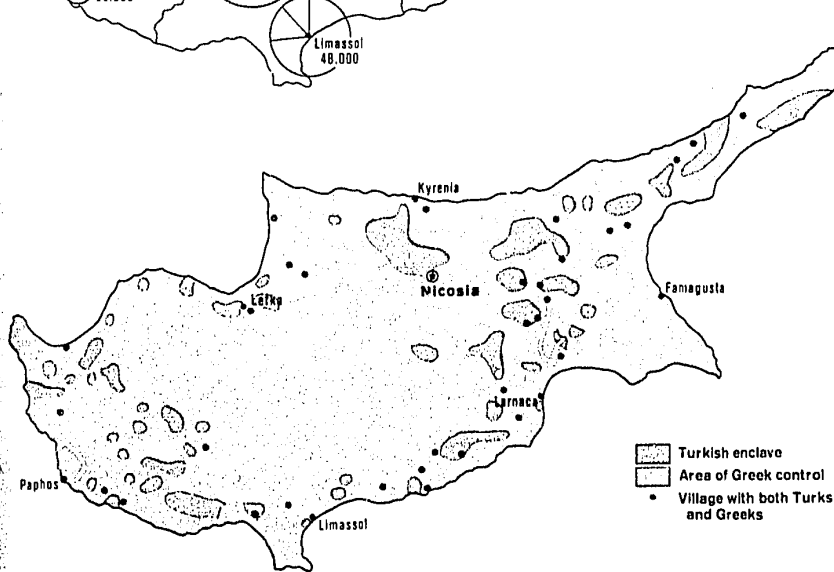 Limassol
48,000
Kyrenia
Nicosia
Lefka
Famagusta
Larnaca
Paphos
Limassol
Turkish enclave
Area of Greek control
Village with both Turks
and Greeks